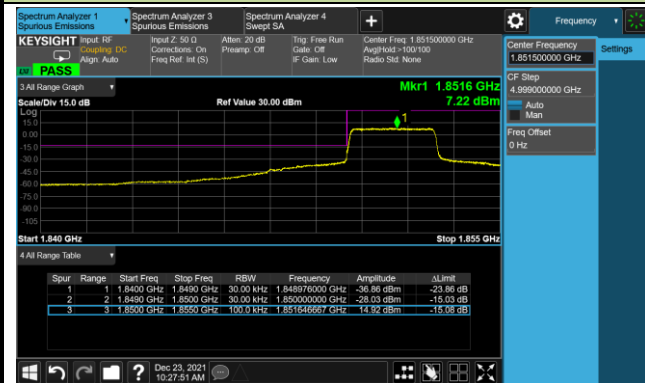 Spectrum Analyzer 1
Spurious Emissions
Spectrum Analyzer 3
Spurious Emissions
Spectrum Analyzer 4
Swept SA
Frequency
KEYSIGHT
Input: RF
Coupling: DC
Align: Auto
Input Z: 50 Ω
Corrections: On
Freq Ref: Int (S)
Atten: 20 dB
Preamp: Off
Trig: Free Run
Gate: Off
IF Gain: Low
Center Freq: 1.851500000 GHz
Avg|Hold:>100/100
Radio Std: None
PASS
Center Frequency
1.851500000 GHz
Settings
CF Step
4.999000000 GHz
Auto
Man
Freq Offset
0 Hz
3 All Range Graph
Mkr1 1.8516 GHz
Scale/Div 15.0 dB
Ref Value 30.00 dBm
7.22 dBm
Log
15.0
0.00
-15.0
-30.0
-45.0
-60.0
-75.0
-90.0
-105
1
Start 1.840 GHz
Stop 1.855 GHz
4 All Range Table
Spur Range Start Freq Stop Freq RBW Frequency Amplitude ΔLimit
1 1 1.8400 GHz 1.8490 GHz 30.00 kHz 1.848976000 GHz -36.86 dBm -23.86 dB
2 2 1.8490 GHz 1.8500 GHz 30.00 kHz 1.850000000 GHz -28.03 dBm -15.03 dB
3 3 1.8500 GHz 1.8550 GHz 100.0 kHz 1.851646667 GHz 14.92 dBm -15.08 dB
Dec 23, 2021
10:27:51 AM